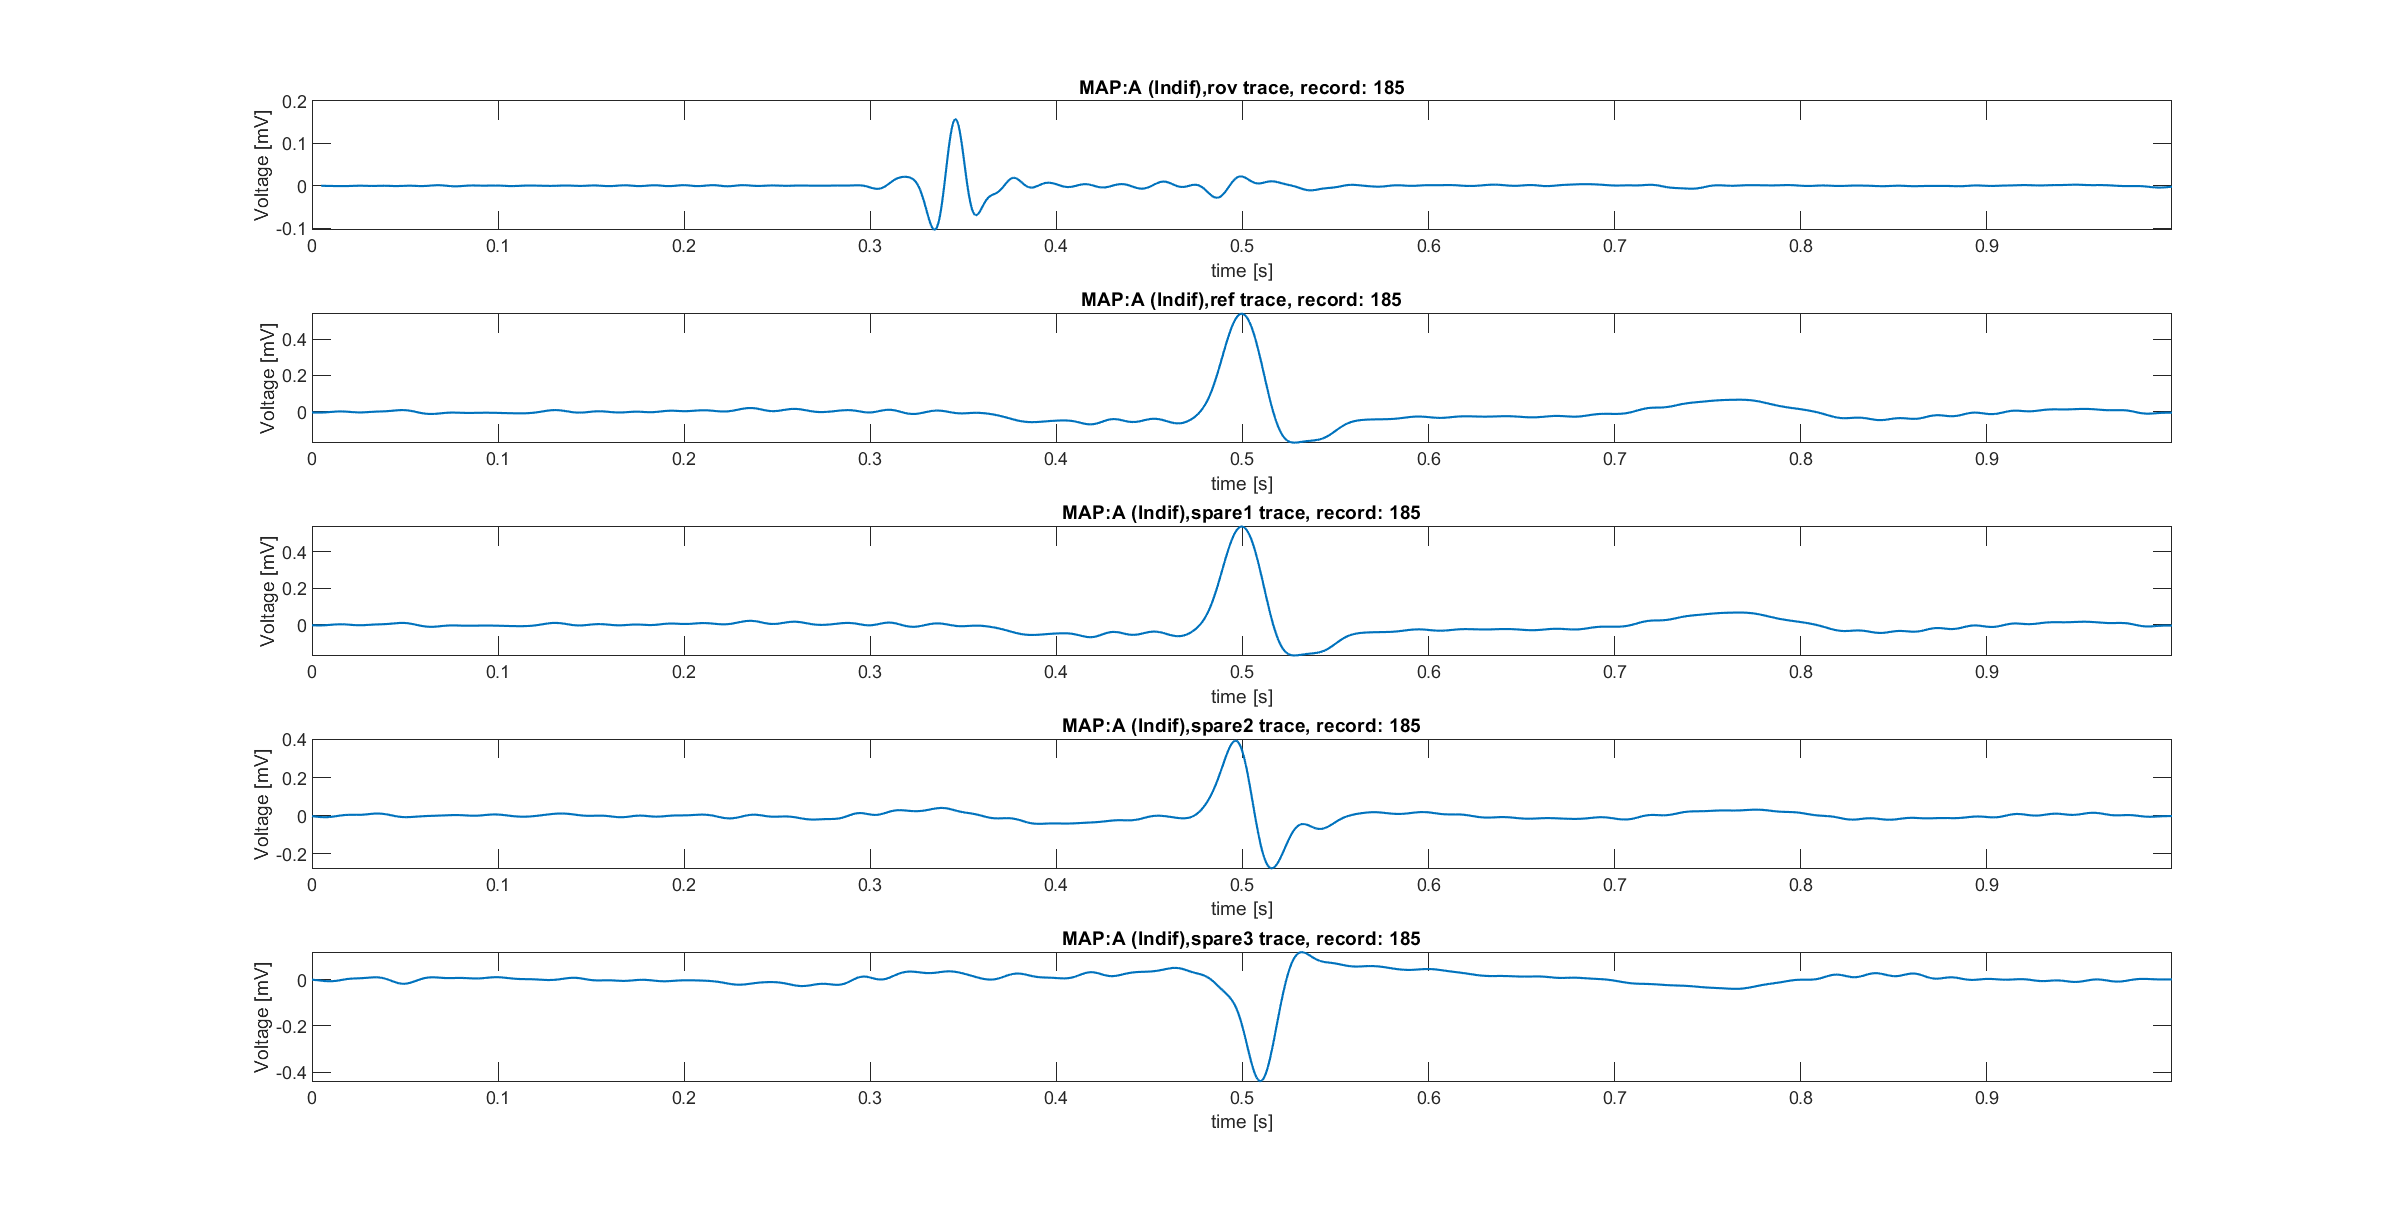 MAP:A (Indif),rov trace, record: 185
Voltage [mV]
0.2
0.1
0
-0.1
0 0.1 0.2 0.3 0.4 0.5 0.6 0.7 0.8 0.9
time [s]
MAP:A (Indif),ref trace, record: 185
Voltage [mV]
0.4
0.2
0
0 0.1 0.2 0.3 0.4 0.5 0.6 0.7 0.8 0.9
time [s]
MAP:A (Indif),spare1 trace, record: 185
Voltage [mV]
0.4
0.2
0
0 0.1 0.2 0.3 0.4 0.5 0.6 0.7 0.8 0.9
time [s]
MAP:A (Indif),spare2 trace, record: 185
Voltage [mV]
0.4
0.2
0
-0.2
0 0.1 0.2 0.3 0.4 0.5 0.6 0.7 0.8 0.9
time [s]
MAP:A (Indif),spare3 trace, record: 185
Voltage [mV]
0
-0.2
-0.4
0 0.1 0.2 0.3 0.4 0.5 0.6 0.7 0.8 0.9
time [s]